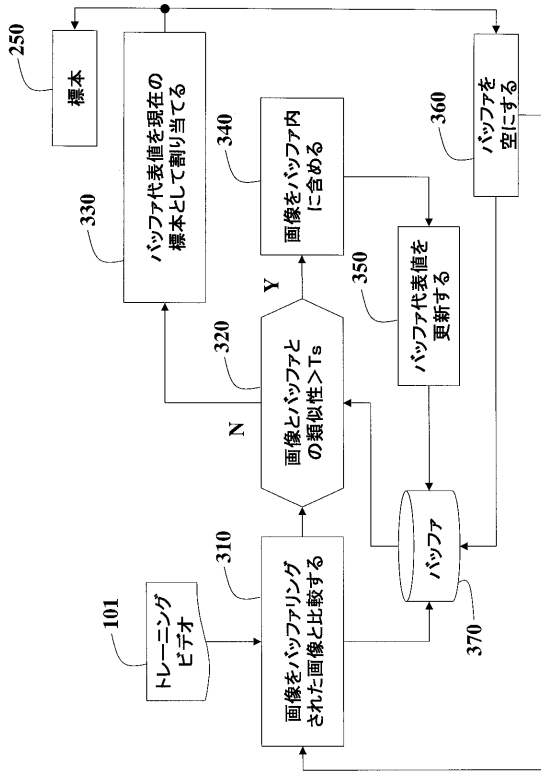 101
トレーニング
ビデオ
310
画像をバッファリング
された画像と比較する
320
画像とバッファと
の類似性>Ts
N
Y
330
バッファ代表値を現在の
標本として割り当てる
250
標本
340
画像をバッファ内
に含める
350
バッファ代表値を
更新する
360
バッファを
空にする
370
バッファ